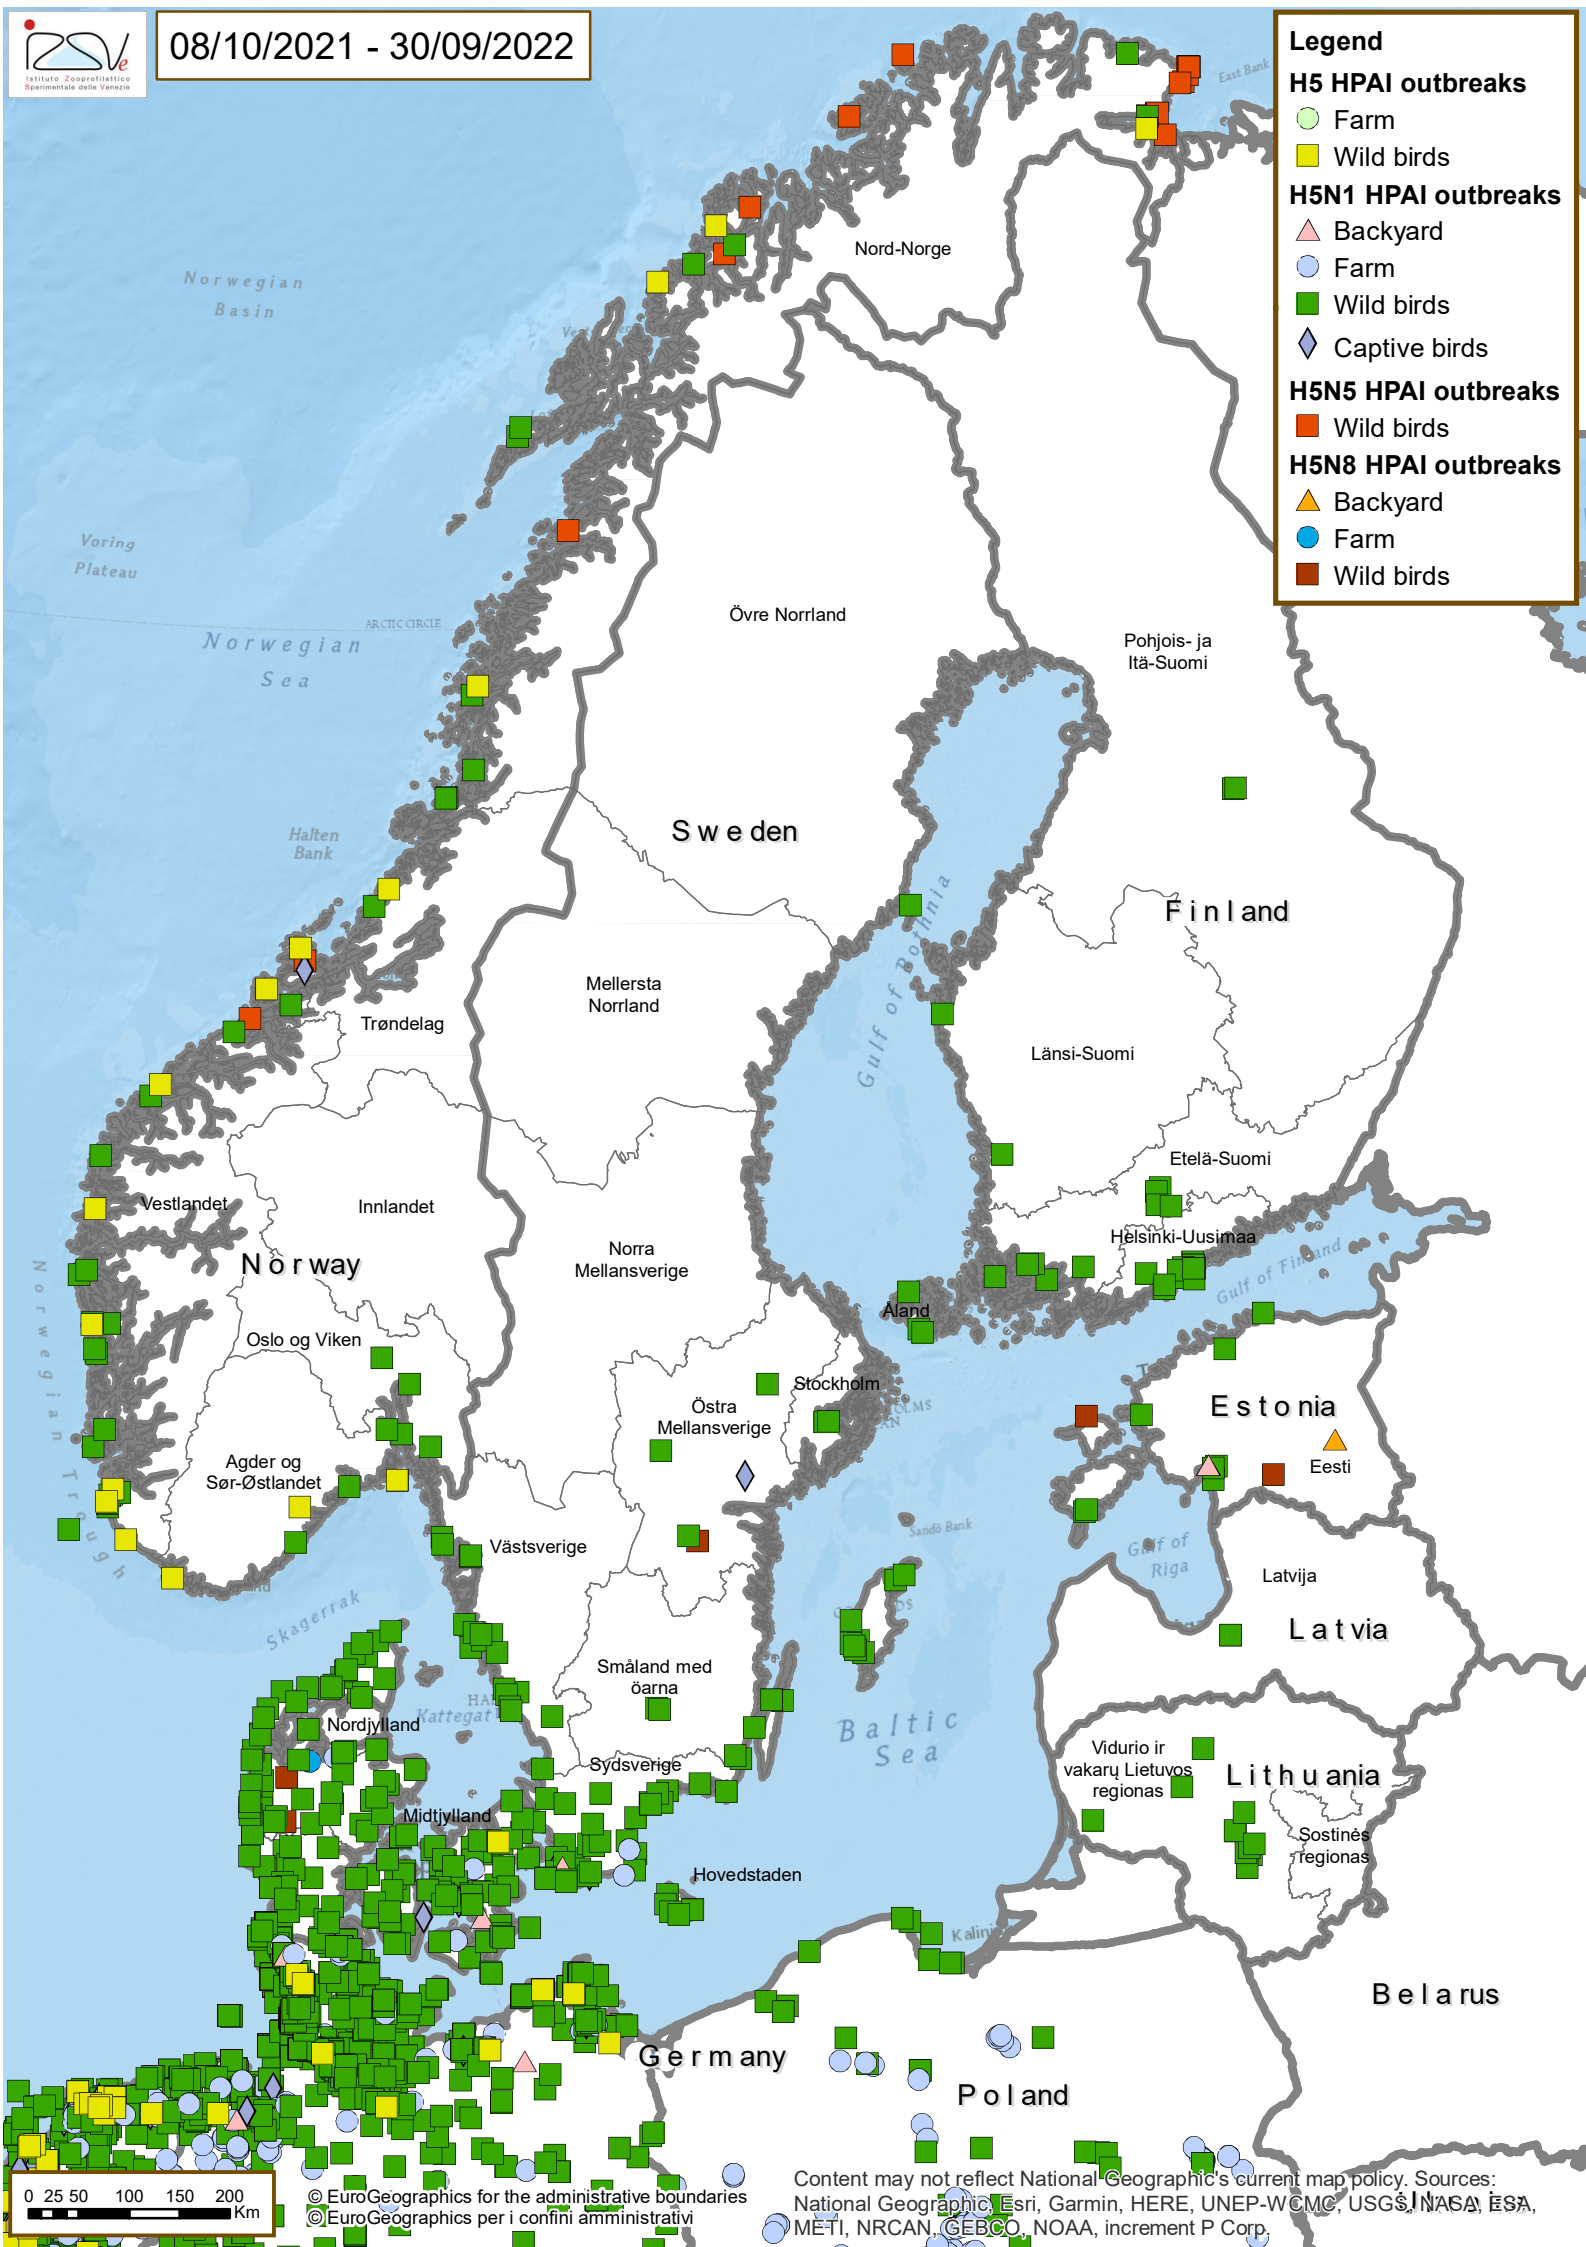 IZSVe
Istituto Zooprofilattico
Sperimentale delle Venezie
08/10/2021 - 30/09/2022
Legend
H5 HPAI outbreaks
Farm
Wild birds
H5N1 HPAI outbreaks
Backyard
Farm
Wild birds
Captive birds
H5N5 HPAI outbreaks
Wild birds
H5N8 HPAI outbreaks
Backyard
Farm
Wild birds
East Bank
Nord-Norge
Norwegian
Basin
Voring
Plateau
ARCTIC CIRCLE
Norwegian
Sea
Övre Norrland
Pohjois- ja
Itä-Suomi
Halten
Bank
Sweden
Finland
Gulf of Bothnia
Mellersta
Norrland
Trøndelag
Länsi-Suomi
Etelä-Suomi
Vestlandet
Innlandet
Helsinki-Uusimaa
Norway
Norra
Mellansverige
Gulf of Finland
Åland
Oslo og Viken
Stockholm
Östra
Mellansverige
Estonia
Eesti
Agder og
Sør-Østlandet
Norwegian Trough
Sandö Bank
Västsverige
Gulf of
Riga
Latvija
Latvia
Skagerrak
Småland med
öarna
Nordjylland
Kattegat
Baltic
Sea
Sydsverige
Vidurio ir
vakarų Lietuvos
regionas
Lithuania
Midtjylland
Sostinės
regionas
Hovedstaden
Belarus
Germany
Poland
0 25 50 100 150 200
Km
© EuroGeographics for the administrative boundaries
© EuroGeographics per i confini amministrativi
Content may not reflect National Geographic's current map policy. Sources:
National Geographic, Esri, Garmin, HERE, UNEP-WCMC, USGS, NASA, ESA,
METI, NRCAN, GEBCO, NOAA, increment P Corp.